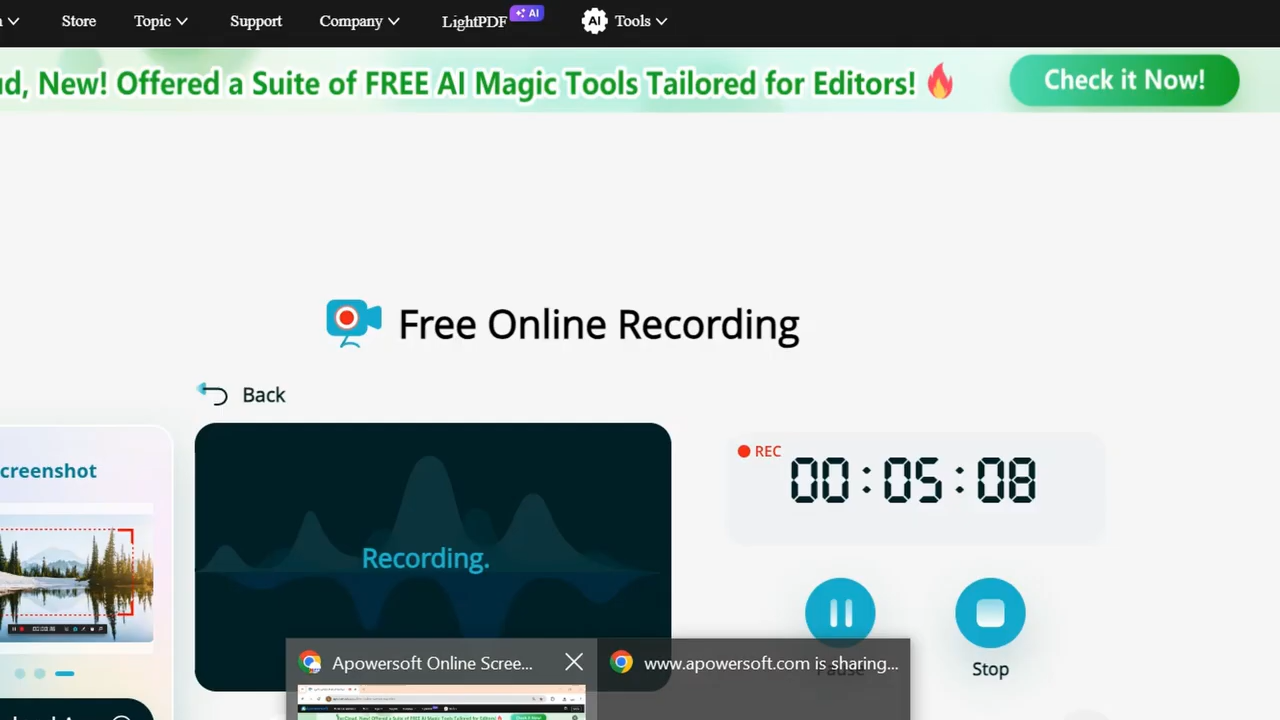 Store
Topic
Support
Company
LightPDF
AI
AI
Tools
New! Offered a Suite of FREE AI Magic Tools Tailored for Editors!
Check it Now!
Free Online Recording
Back
REC
00:05:08
Recording.
Pause
Stop
Apowersoft Online Scree...
www.apowersoft.com is sharing...